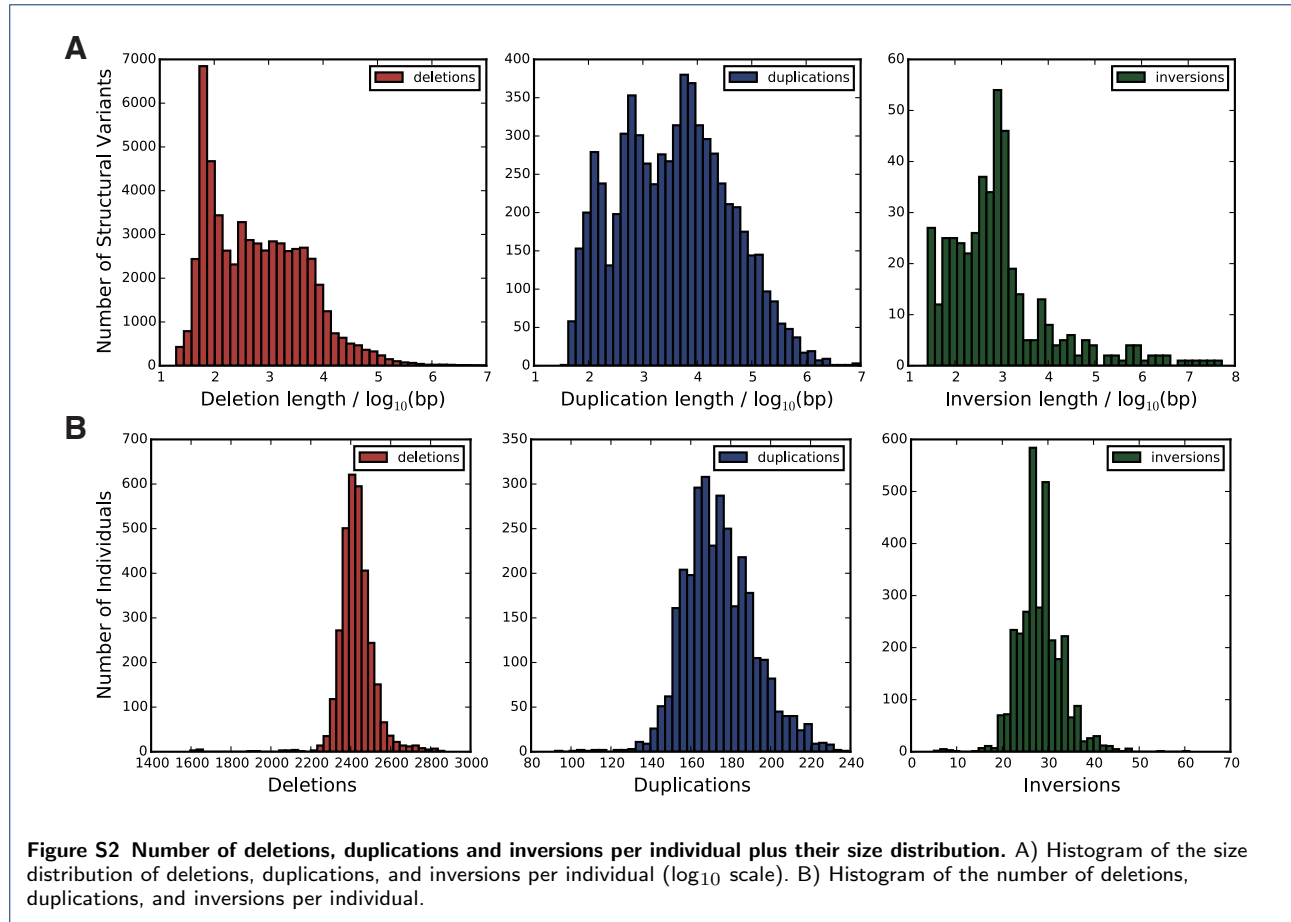 A
7000
6000
5000
4000
3000
2000
1000
0
Number of Structural Variants
deletions
1 2 3 4 5 6 7
Deletion length / log₁₀(bp)
400
350
300
250
200
150
100
50
0
duplications
1 2 3 4 5 6 7
Duplication length / log₁₀(bp)
60
50
40
30
20
10
0
inversions
1 2 3 4 5 6 7 8
Inversion length / log₁₀(bp)
B
700
600
500
400
300
200
100
0
Number of Individuals
deletions
1400 1600 1800 2000 2200 2400 2600 2800 3000
Deletions
350
300
250
200
150
100
50
0
duplications
80 100 120 140 160 180 200 220 240
Duplications
600
500
400
300
200
100
0
inversions
0 10 20 30 40 50 60 70
Inversions
Figure S2 Number of deletions, duplications and inversions per individual plus their size distribution. A) Histogram of the size
distribution of deletions, duplications, and inversions per individual (log₁₀ scale). B) Histogram of the number of deletions,
duplications, and inversions per individual.